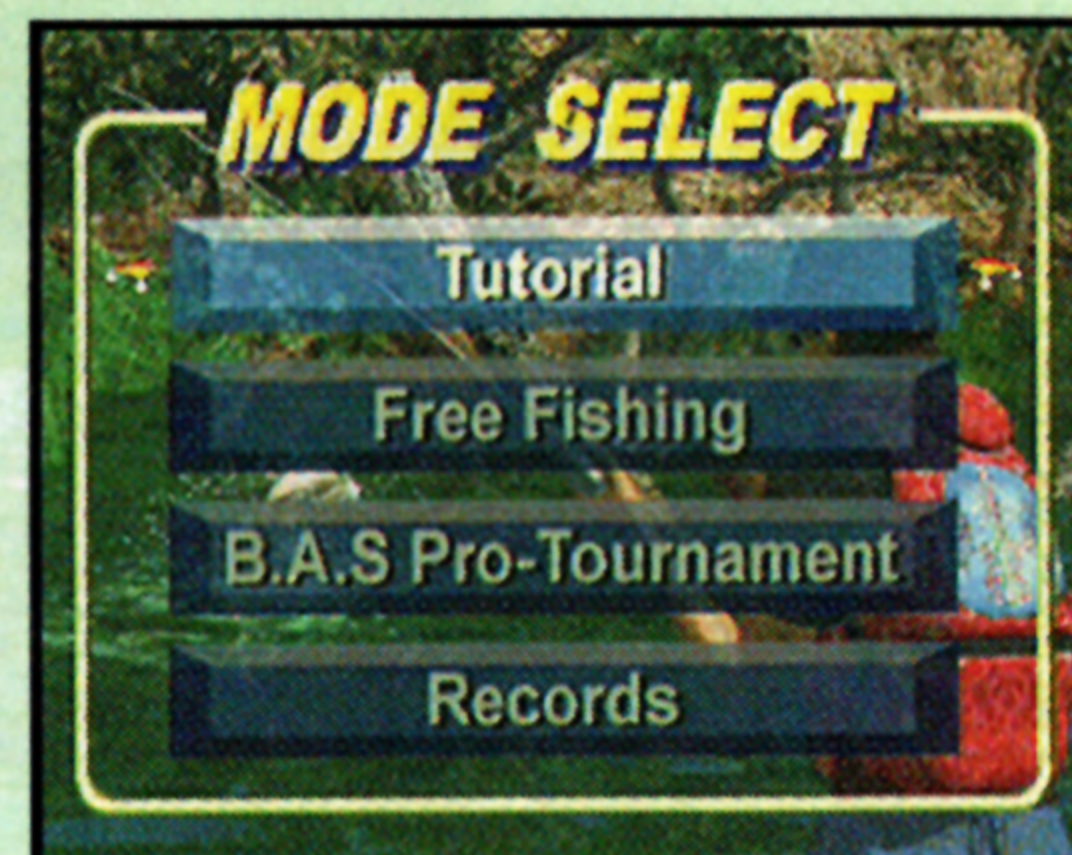 MODE SELECT
Tutorial
Free Fishing
B.A.S Pro-Tournament
Records